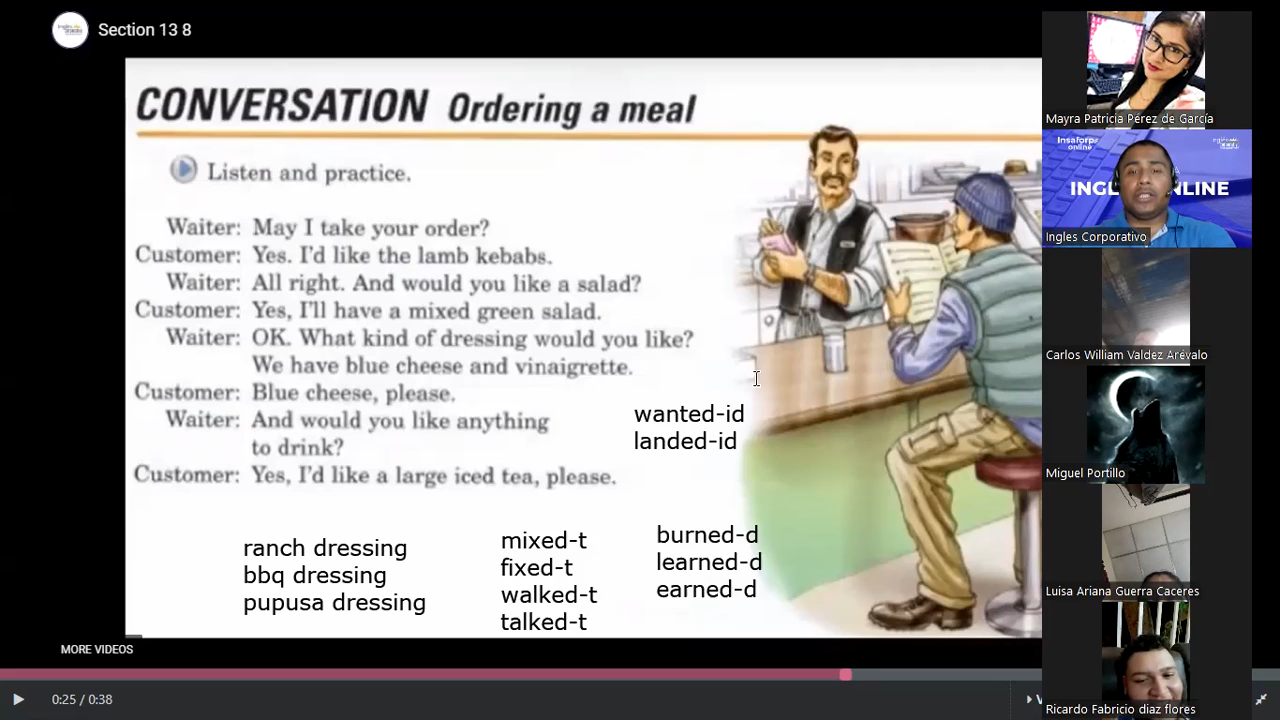 Section 13 8
CONVERSATION Ordering a meal
Listen and practice.
Waiter: May I take your order?
Customer: Yes. I'd like the lamb kebabs.
Waiter: All right. And would you like a salad?
Customer: Yes, I'll have a mixed green salad.
Waiter: OK. What kind of dressing would you like?
We have blue cheese and vinaigrette.
Customer: Blue cheese, please.
Waiter: And would you like anything
to drink?
Customer: Yes, I'd like a large iced tea, please.
wanted-id
landed-id
ranch dressing
bbq dressing
pupusa dressing
mixed-t
fixed-t
walked-t
talked-t
burned-d
learned-d
earned-d
MORE VIDEOS
0:25 / 0:38
Mayra Patricia Pérez de García
Insaforp
online
Ingles Corporativo
Carlos William Valdez Arévalo
Miguel Portillo
Luisa Ariana Guerra Caceres
Ricardo Fabricio diaz flores